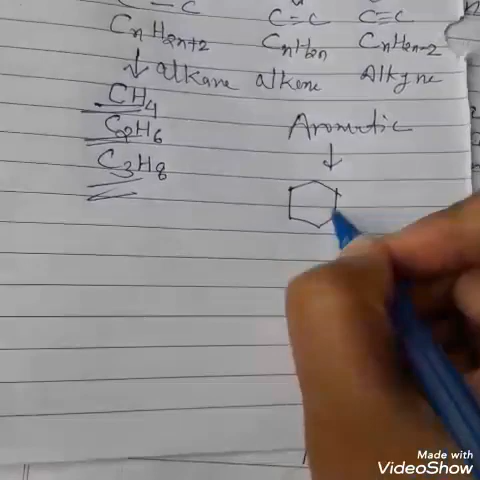 C — C C=C C≡C
CnH2n+2 CnH2n CnH2n-2
↓ alkane alkene Alkyne
CH4
C2H6 Aromatic
C3H8 ↓
Made with
VideoShow